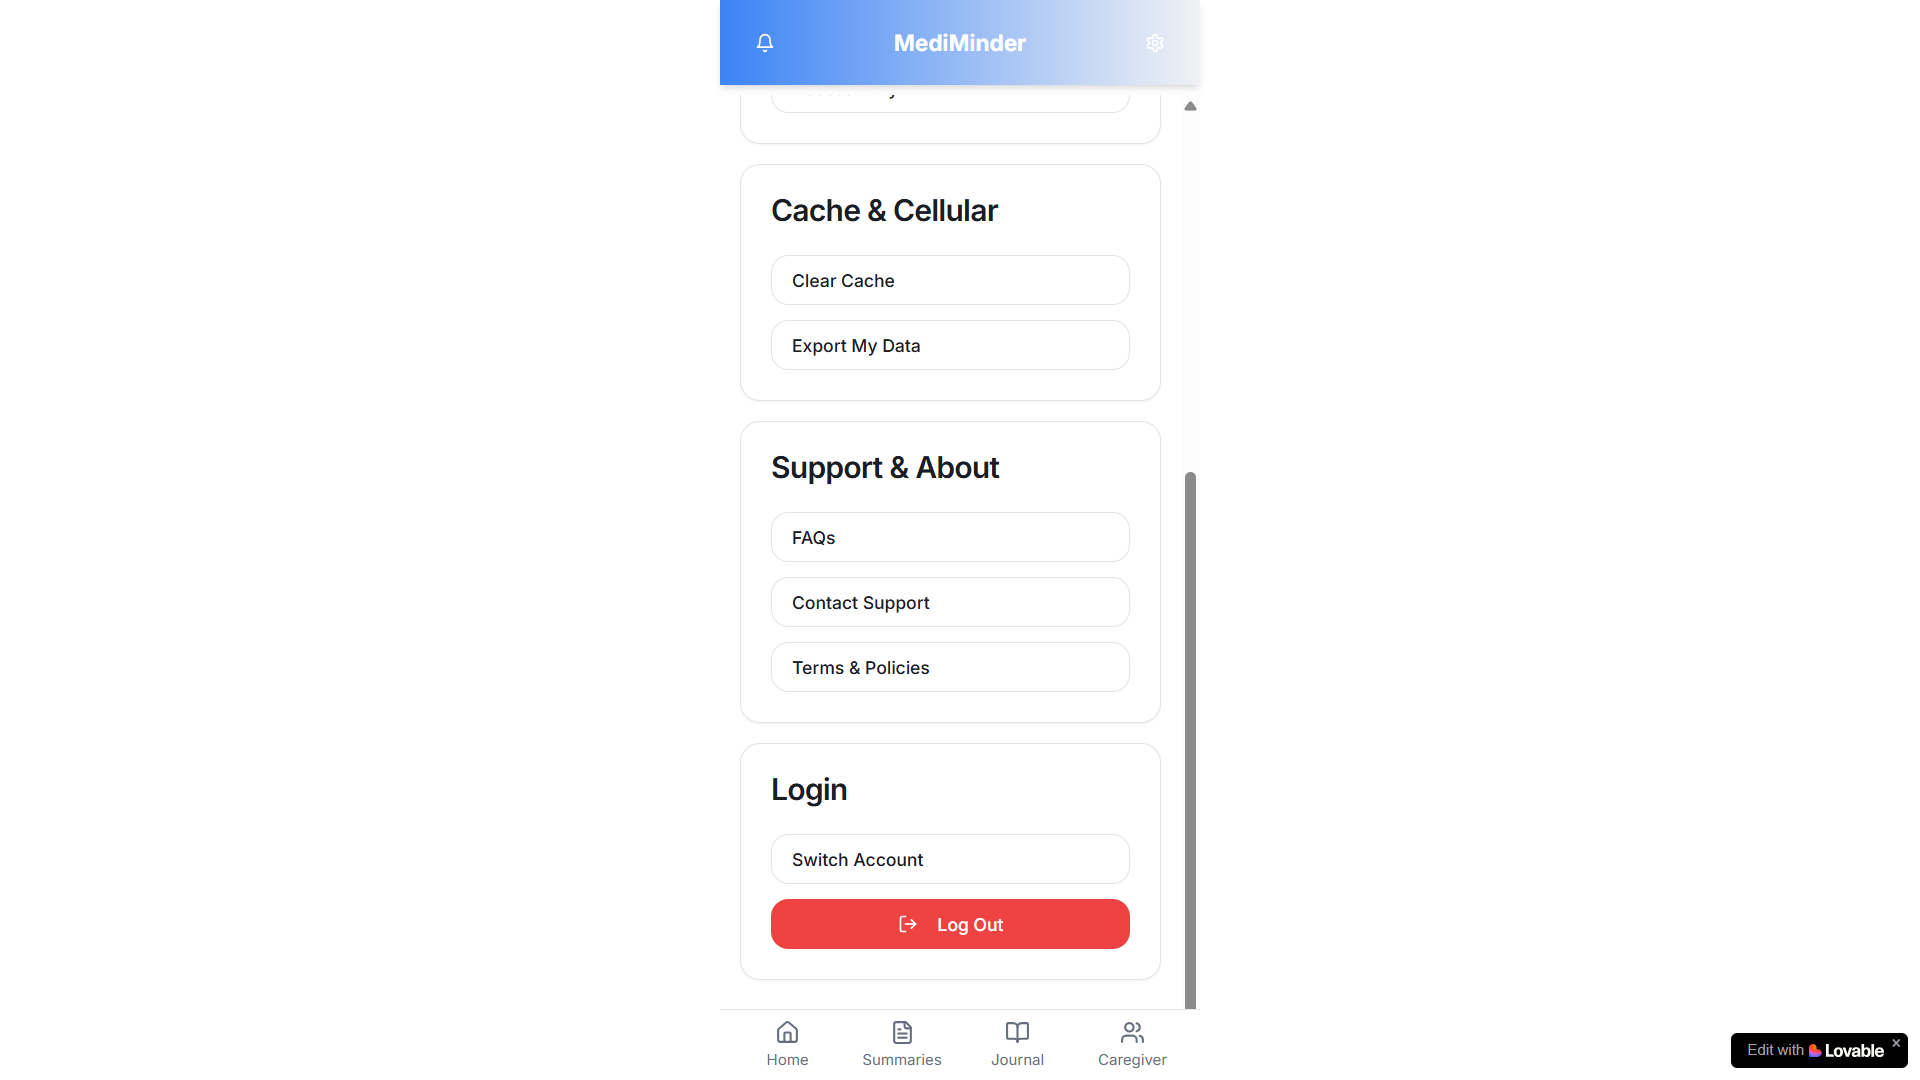 MediMinder
Cache & Cellular
Clear Cache
Export My Data
Support & About
FAQs
Contact Support
Terms & Policies
Login
Switch Account
Log Out
Home
Summaries
Journal
Caregiver
Edit with Lovable